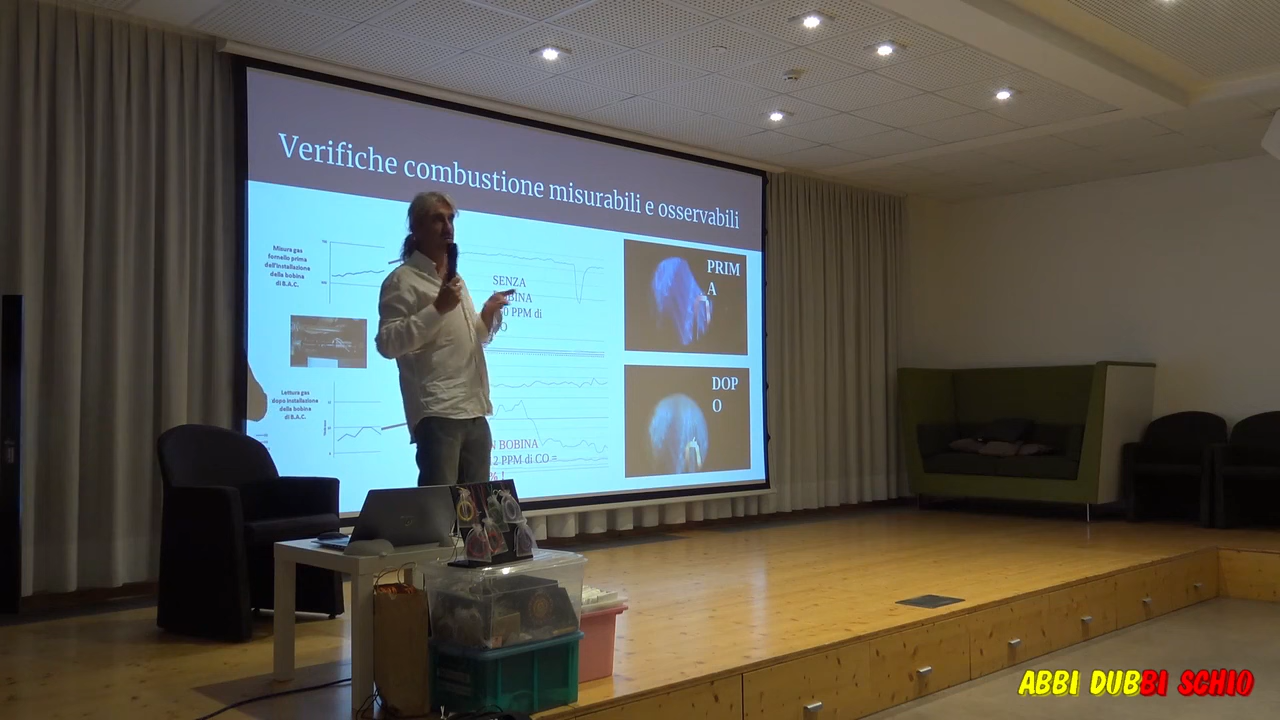 Verifiche combustione misurabili e osservabili
Misura gas
fornello prima
dell'installazione
della bobina
di B.A.C.
SENZA
PPM di
PRIM
A
Lettura gas
dopo installazione
della bobina
di B.A.C.
N BOBINA
2 PPM di CO =
% !
DOP
O
ABBI DUBBI SCHIO